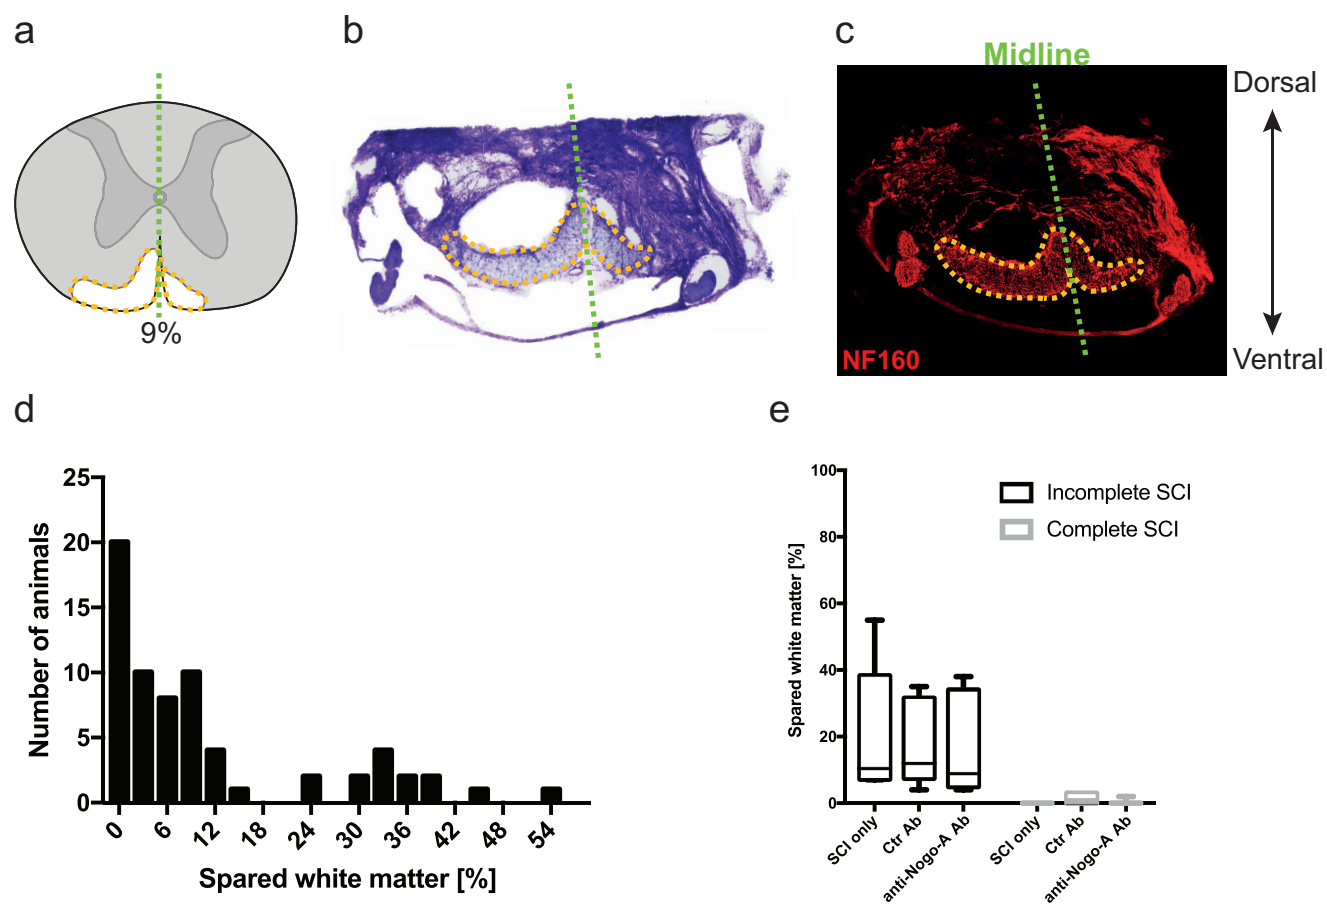 a
9%
b
c
Midline
NF160
Dorsal
Ventral
d
Number of animals
25
20
15
10
5
0
0 6 12 18 24 30 36 42 48 54
Spared white matter [%]
e
Spared white matter [%]
100
80
60
40
20
0
Incomplete SCI
Complete SCI
SCI only Ctr Ab anti-Nogo-A Ab SCI only Ctr Ab anti-Nogo-A Ab